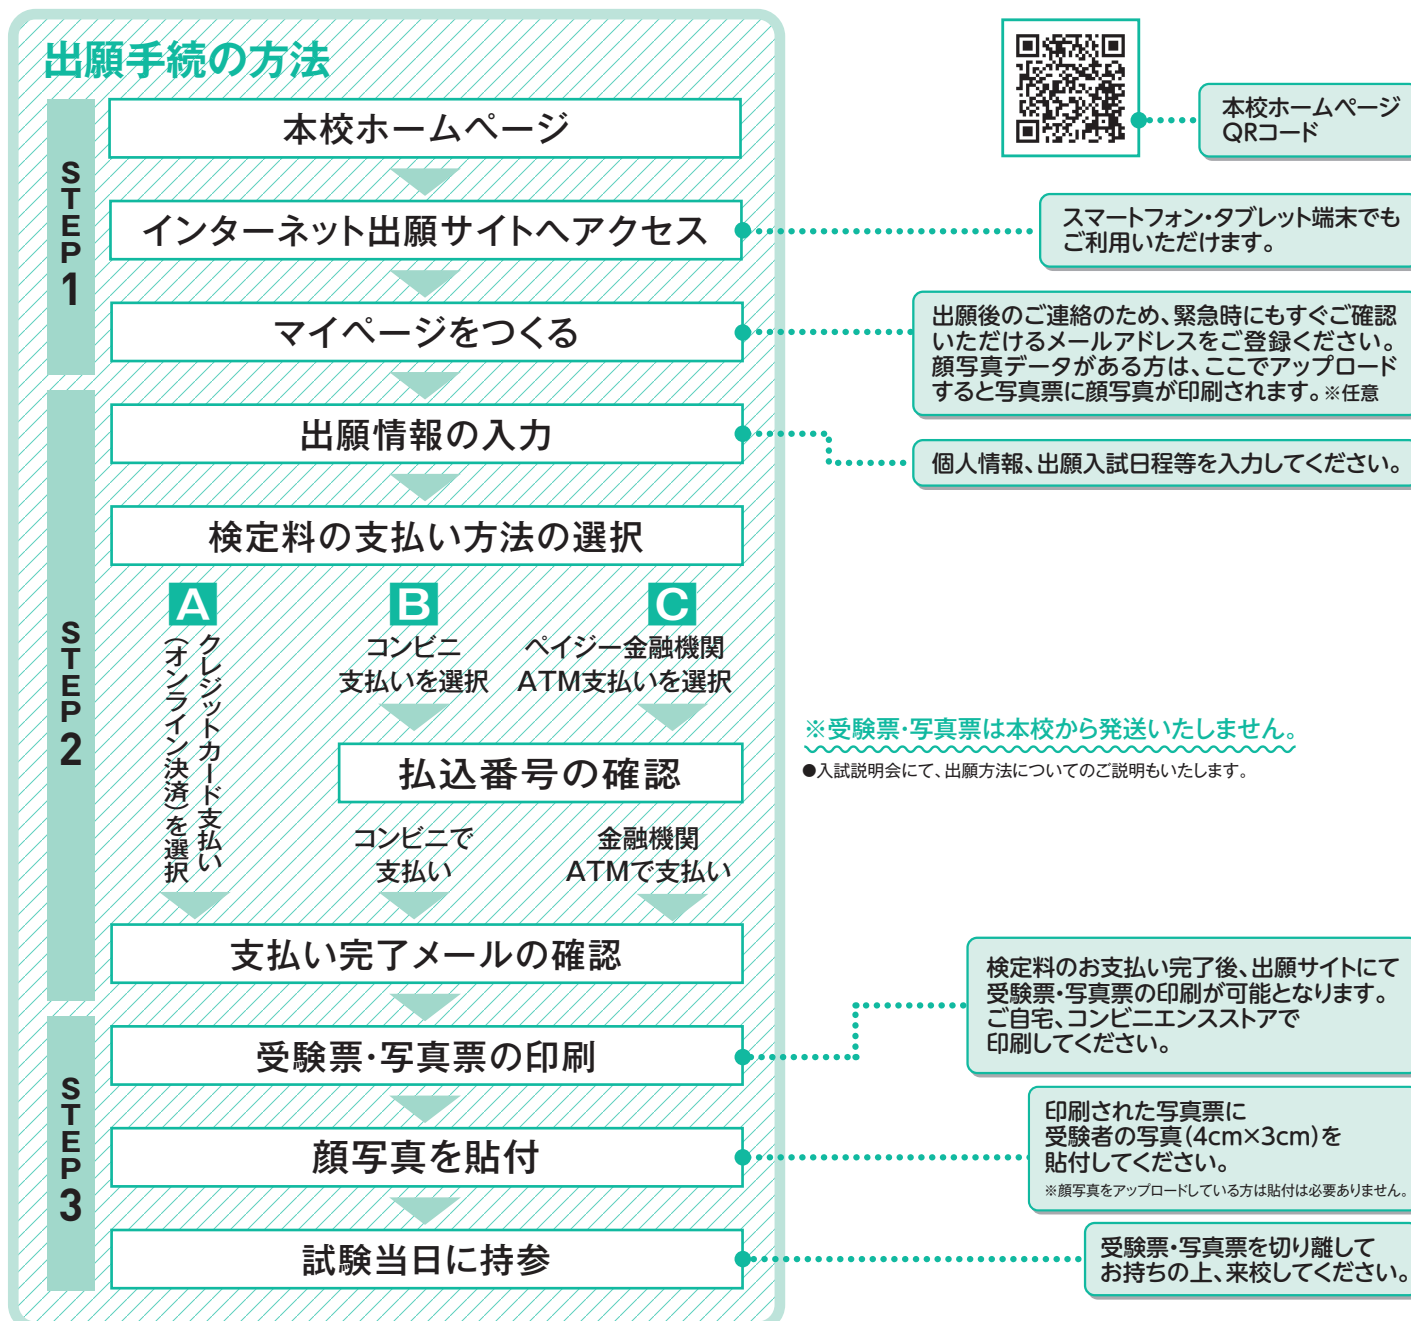 出願手続の方法
STEP1
本校ホームページ
本校ホームページ
QRコード
インターネット出願サイトへアクセス
スマートフォン・タブレット端末でも
ご利用いただけます。
マイページをつくる
出願後のご連絡のため、緊急時にもすぐご確認
いただけるメールアドレスをご登録ください。
顔写真データがある方は、ここでアップロード
すると写真票に顔写真が印刷されます。※任意
STEP2
出願情報の入力
個人情報、出願入試日程等を入力してください。
検定料の支払い方法の選択
A
クレジットカード支払い
(オンライン決済)を選択
B
コンビニ
支払いを選択
C
ペイジー金融機関
ATM支払いを選択
払込番号の確認
コンビニで
支払い
金融機関
ATMで支払い
※受験票・写真票は本校から発送いたしません。
●入試説明会にて、出願方法についてのご説明もいたします。
支払い完了メールの確認
STEP3
受験票・写真票の印刷
検定料のお支払い完了後、出願サイトにて
受験票・写真票の印刷が可能となります。
ご自宅、コンビニエンスストアで
印刷してください。
顔写真を貼付
印刷された写真票に
受験者の写真(4cm×3cm)を
貼付してください。
※顔写真をアップロードしている方は貼付は必要ありません。
試験当日に持参
受験票・写真票を切り離して
お持ちの上、来校してください。